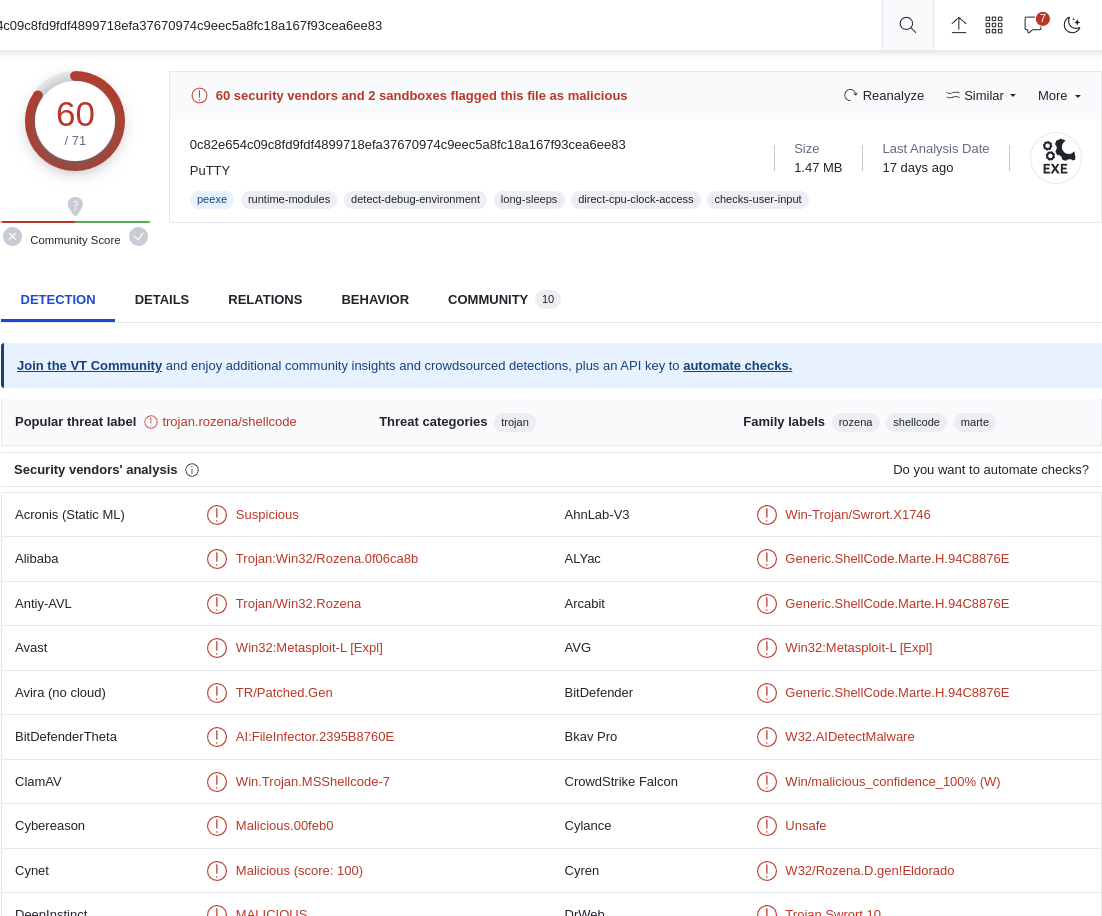 4c09c8fd9fdf4899718efa37670974c9eec5a8fc18a167f93cea6ee83
7
60
/ 71
60 security vendors and 2 sandboxes flagged this file as malicious
Reanalyze
Similar
More
0c82e654c09c8fd9fdf4899718efa37670974c9eec5a8fc18a167f93cea6ee83
PuTTY
Size
1.47 MB
Last Analysis Date
17 days ago
EXE
peexe
runtime-modules
detect-debug-environment
long-sleeps
direct-cpu-clock-access
checks-user-input
?
Community Score
DETECTION
DETAILS
RELATIONS
BEHAVIOR
COMMUNITY 10
Join the VT Community and enjoy additional community insights and crowdsourced detections, plus an API key to automate checks.
Popular threat label trojan.rozena/shellcode
Threat categories trojan
Family labels rozena shellcode marte
Security vendors' analysis
Do you want to automate checks?
Acronis (Static ML) Suspicious AhnLab-V3 Win-Trojan/Swrort.X1746
Alibaba Trojan:Win32/Rozena.0f06ca8b ALYac Generic.ShellCode.Marte.H.94C8876E
Antiy-AVL Trojan/Win32.Rozena Arcabit Generic.ShellCode.Marte.H.94C8876E
Avast Win32:Metasploit-L [Expl] AVG Win32:Metasploit-L [Expl]
Avira (no cloud) TR/Patched.Gen BitDefender Generic.ShellCode.Marte.H.94C8876E
BitDefenderTheta AI:FileInfector.2395B8760E Bkav Pro W32.AIDetectMalware
ClamAV Win.Trojan.MSShellcode-7 CrowdStrike Falcon Win/malicious_confidence_100% (W)
Cybereason Malicious.00feb0 Cylance Unsafe
Cynet Malicious (score: 100) Cyren W32/Rozena.D.gen!Eldorado
DeepInstinct MALICIOUS DrWeb Trojan.Swrort.10